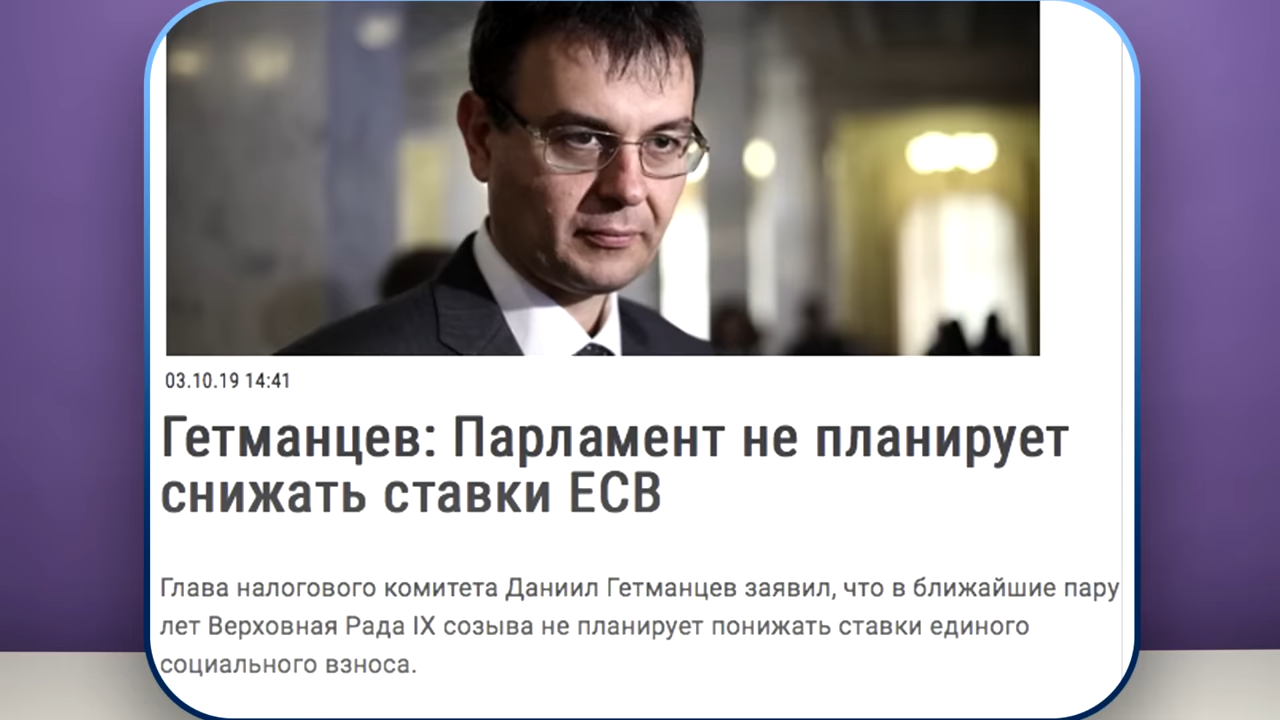 03.10.19 14:41
Гетманцев: Парламент не планирует
снижать ставки ЕСВ
Глава налогового комитета Даниил Гетманцев заявил, что в ближайшие пару
лет Верховная Рада IX созыва не планирует понижать ставки единого
социального взноса.